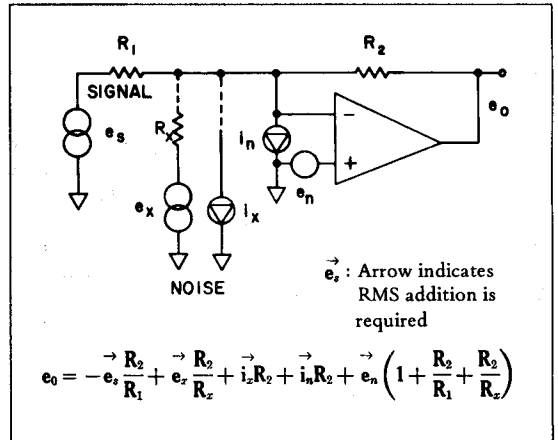 R₁
R₂
SIGNAL
eₛ
Rₓ
eₓ
iₓ
iₙ
eₙ
−
+
e₀
NOISE
e⃗ₛ : Arrow indicates
RMS addition is
required
e₀ = −e⃗ₛ R₂/R₁ + e⃗ₓ R₂/Rₓ + i⃗ₓR₂ + i⃗ₙR₂ + e⃗ₙ (1 + R₂/R₁ + R₂/Rₓ)